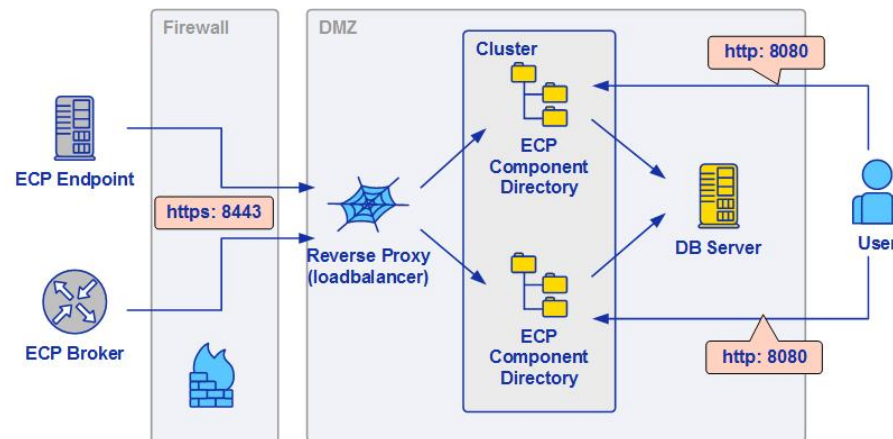 Firewall
DMZ
Cluster
http: 8080
ECP
Component
Directory
ECP Endpoint
https: 8443
Reverse Proxy
(loadbalancer)
DB Server
User
ECP Broker
ECP
Component
Directory
http: 8080